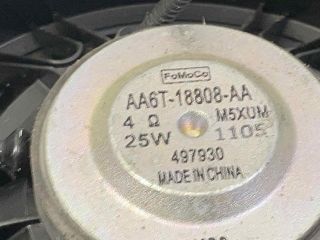 FoMoCo
AA6T-18808-AA
4 Ω M5XUM
25W 1105
497930
MADE IN CHINA